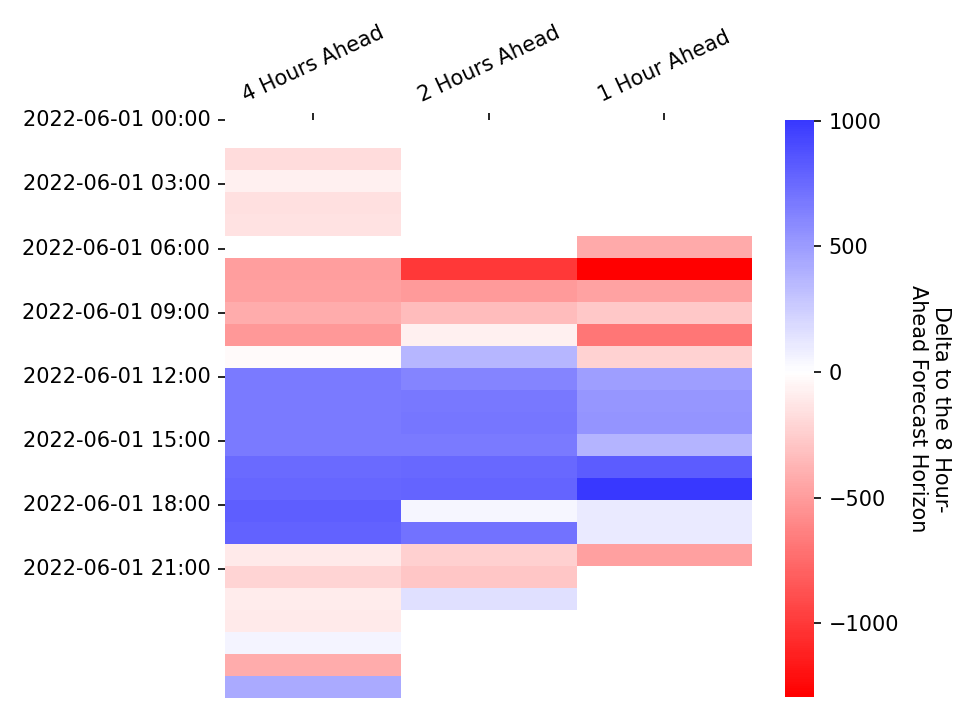 4 Hours Ahead
2 Hours Ahead
1 Hour Ahead
2022-06-01 00:00
2022-06-01 03:00
2022-06-01 06:00
2022-06-01 09:00
2022-06-01 12:00
2022-06-01 15:00
2022-06-01 18:00
2022-06-01 21:00
1000
500
0
−500
−1000
Delta to the 8 Hour-
Ahead Forecast Horizon